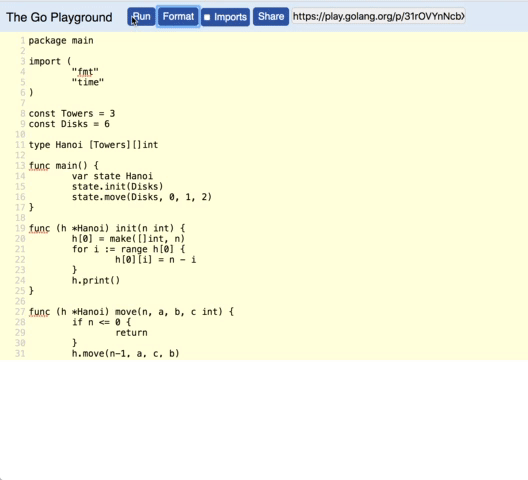 The Go Playground Run Format Imports Share https://play.golang.org/p/31rOVYnNcbX
1 package main
2
3 import (
4 "fmt"
5 "time"
6 )
7
8 const Towers = 3
9 const Disks = 6
10
11 type Hanoi [Towers][]int
12
13 func main() {
14 var state Hanoi
15 state.init(Disks)
16 state.move(Disks, 0, 1, 2)
17 }
18
19 func (h *Hanoi) init(n int) {
20 h[0] = make([]int, n)
21 for i := range h[0] {
22 h[0][i] = n - i
23 }
24 h.print()
25 }
26
27 func (h *Hanoi) move(n, a, b, c int) {
28 if n <= 0 {
29 return
30 }
31 h.move(n-1, a, c, b)